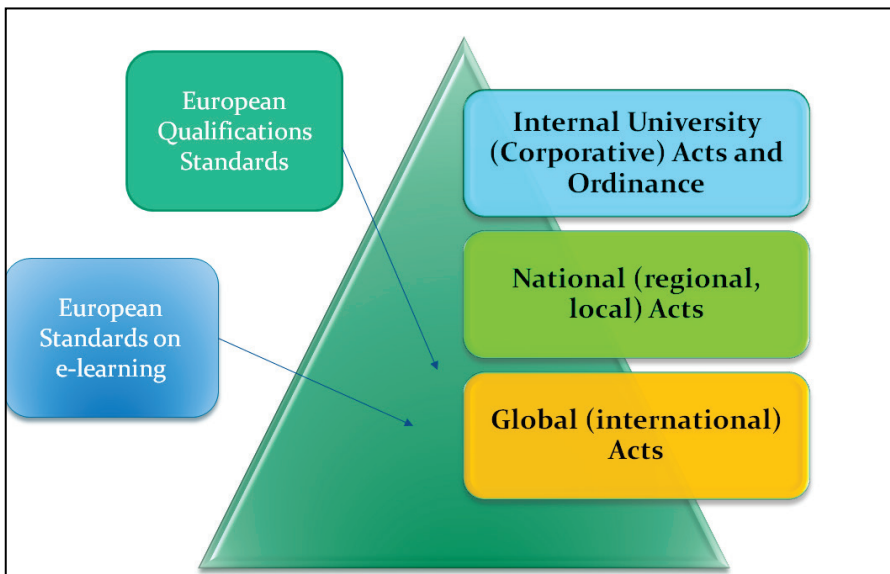 European
Qualifications
Standards
European
Standards on
e-learning
Internal University
(Corporative) Acts and
Ordinance
National (regional,
local) Acts
Global (international)
Acts